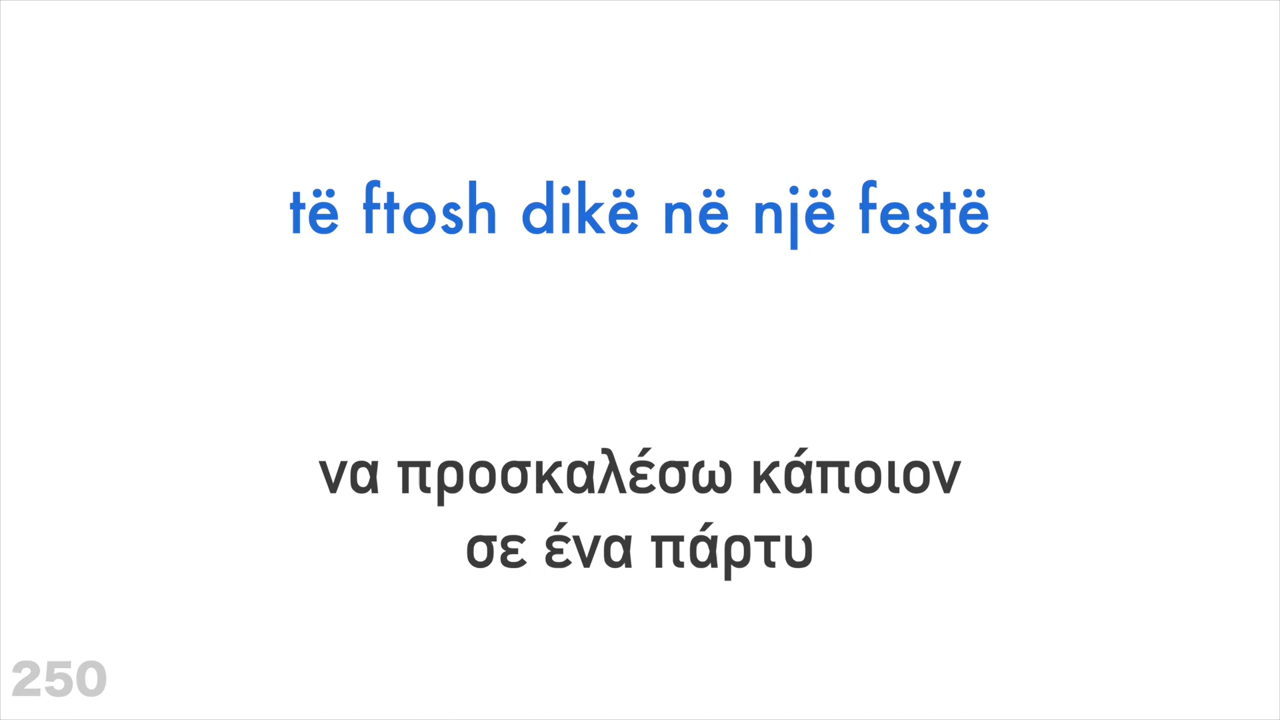 të ftosh dikë në një festë
να προσκαλέσω κάποιον
σε ένα πάρτυ
250